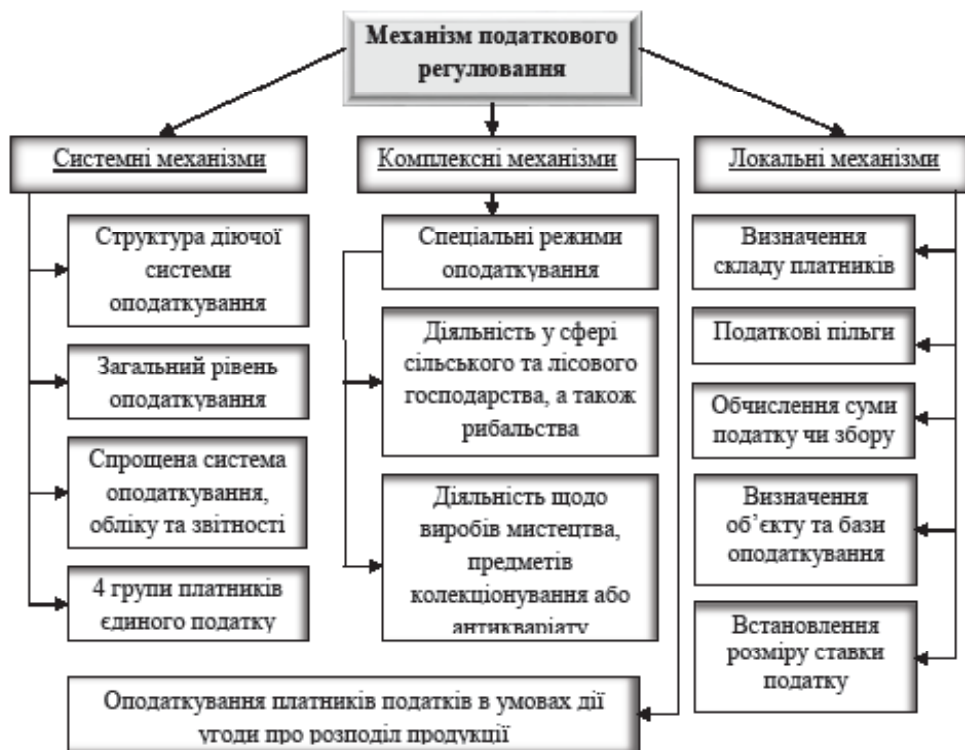 Механізм податкового
регулювання
Системні механізми
Комплексні механізми
Локальні механізми
Структура діючої
системи
оподаткування
Загальний рівень
оподаткування
Спрощена система
оподаткування,
обліку та звітності
4 групи платників
єдиного податку
Спеціальні режими
оподаткування
Діяльність у сфері
сільського та лісового
господарства, а також
рибальства
Діяльність щодо
виробів мистецтва,
предметів
колекціонування або
антикваріату
Оподаткування платників податків в умовах дії
угоди про розподіл продукції
Визначення
складу платників
Податкові пільги
Обчислення суми
податку чи збору
Визначення
об’єкту та бази
оподаткування
Встановлення
розміру ставки
податку